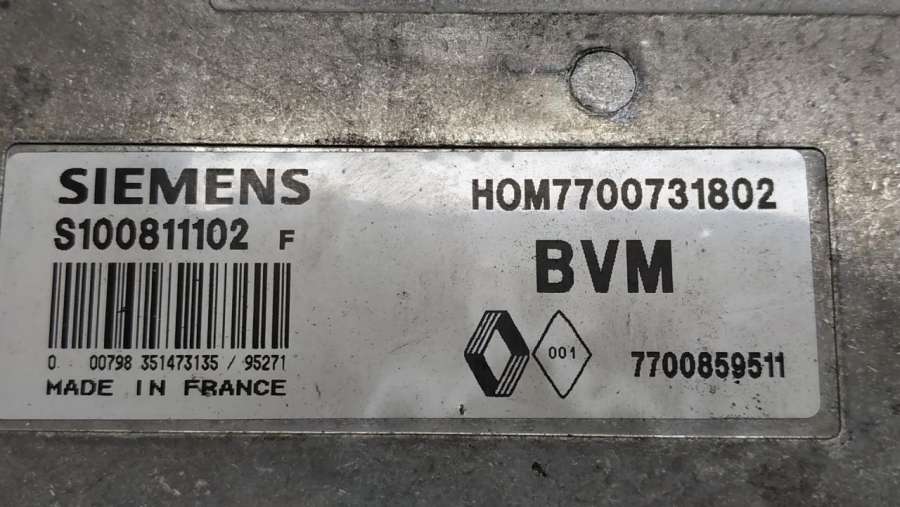 SIEMENS
S100811102 F
0 00798 351473135 / 95271
MADE IN FRANCE
HOM7700731802
BVM
001
7700859511